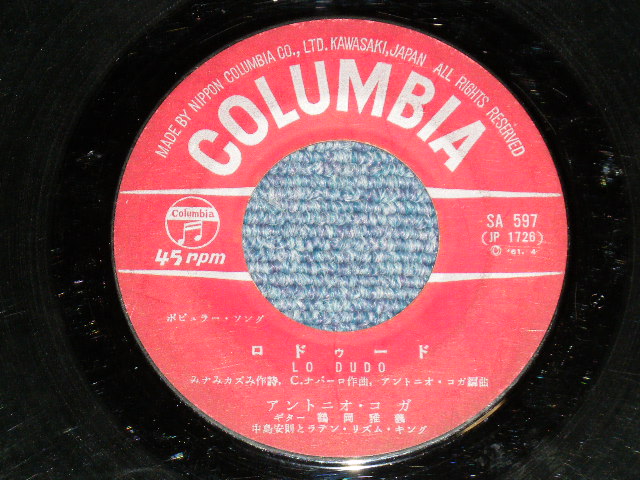 MADE BY NIPPON COLUMBIA CO., LTD. KAWASAKI, JAPAN ALL RIGHTS RESERVED
COLUMBIA
Columbia
45 rpm
SA 597
(JP 1726)
© '61. 4
ポピュラー・ソング
ロ ドゥード
LO DUDO
みナみカズみ作詩, C.ナバーロ作曲, アントニオ・コガ編曲
アントニオ・コガ
ギター 鶴岡雅義
中島安則とラテン・リズム・キング